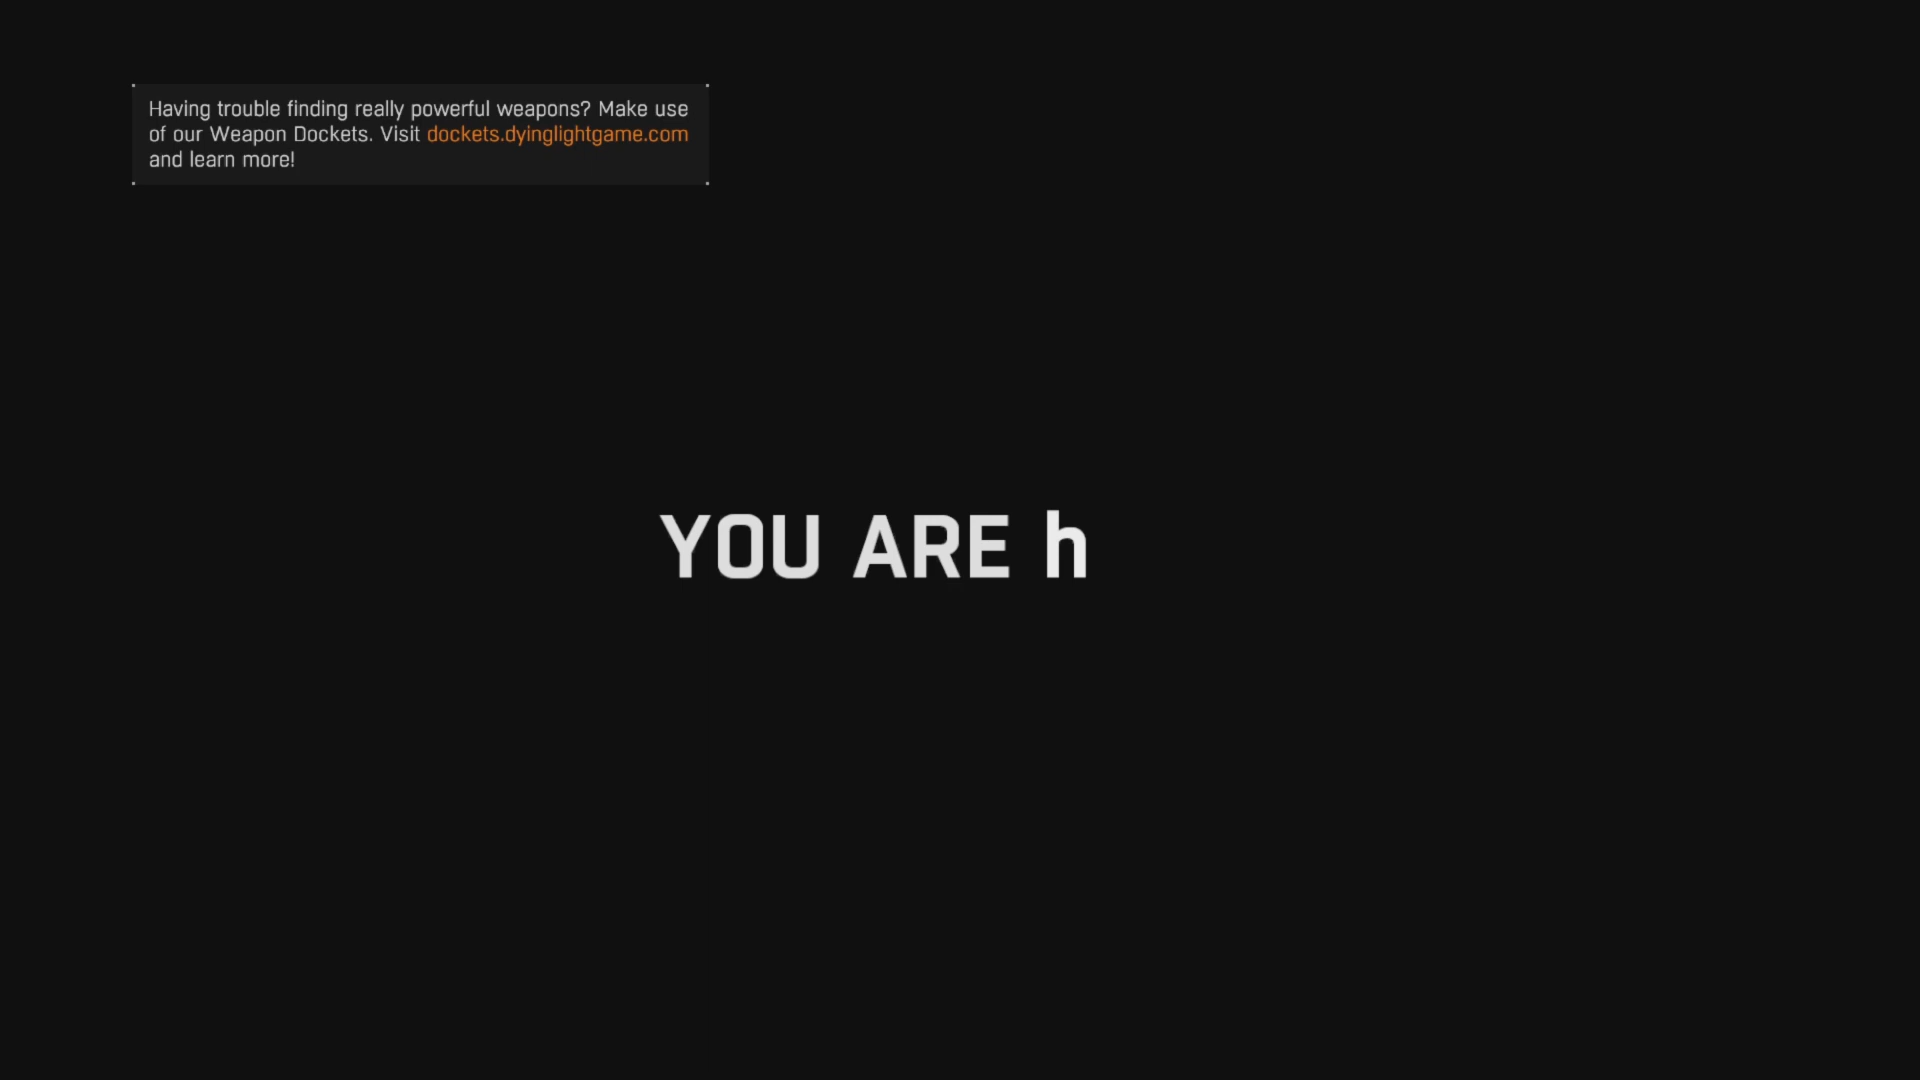 Having trouble finding really powerful weapons? Make use
of our Weapon Dockets. Visit dockets.dyinglightgame.com
and learn more!
YOU ARE h